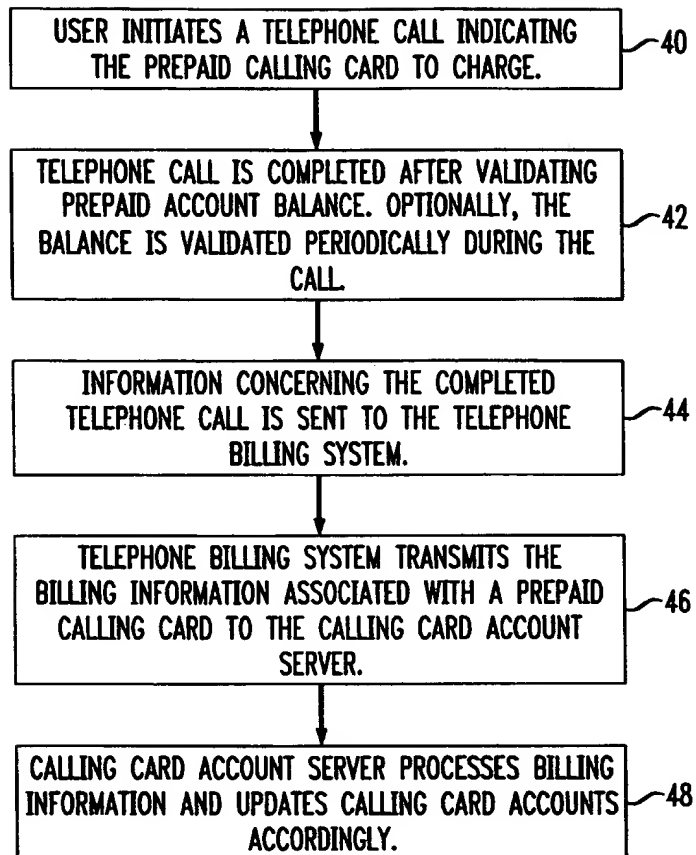 USER INITIATES A TELEPHONE CALL INDICATING
THE PREPAID CALLING CARD TO CHARGE.
40
TELEPHONE CALL IS COMPLETED AFTER VALIDATING
PREPAID ACCOUNT BALANCE. OPTIONALLY, THE
BALANCE IS VALIDATED PERIODICALLY DURING THE
CALL.
42
INFORMATION CONCERNING THE COMPLETED
TELEPHONE CALL IS SENT TO THE TELEPHONE
BILLING SYSTEM.
44
TELEPHONE BILLING SYSTEM TRANSMITS THE
BILLING INFORMATION ASSOCIATED WITH A PREPAID
CALLING CARD TO THE CALLING CARD ACCOUNT
SERVER.
46
CALLING CARD ACCOUNT SERVER PROCESSES BILLING
INFORMATION AND UPDATES CALLING CARD ACCOUNTS
ACCORDINGLY.
48